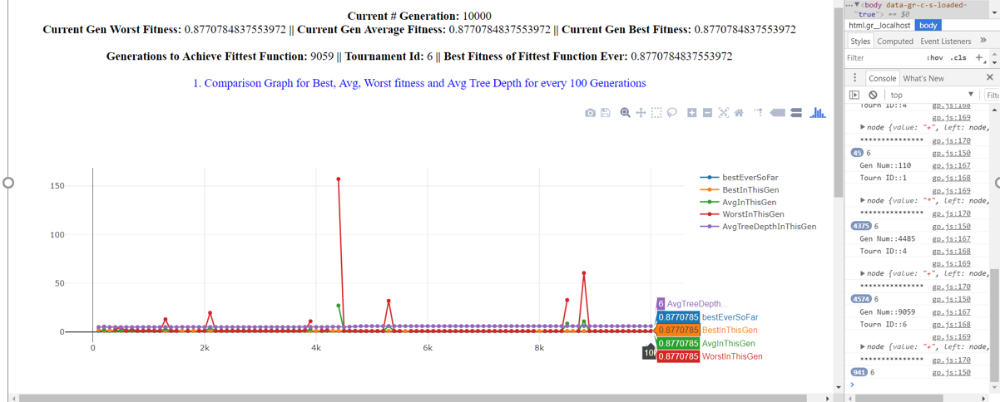 Current # Generation: 10000
Current Gen Worst Fitness: 0.8770784837553972 || Current Gen Average Fitness: 0.8770784837553972 || Current Gen Best Fitness: 0.8770784837553972
Generations to Achieve Fittest Function: 9059 || Tournament Id: 6 || Best Fitness of Fittest Function Ever: 0.8770784837553972
1. Comparison Graph for Best, Avg, Worst fitness and Avg Tree Depth for every 100 Generations
150
100
50
0
0
2k
4k
6k
8k
bestEverSoFar
BestInThisGen
AvgInThisGen
WorstInThisGen
AvgTreeDepthInThisGen
6 AvgTreeDepth...
0.8770785 bestEverSoFar
0.8770785 BestInThisGen
0.8770785 AvgInThisGen
0.8770785 WorstInThisGen
... ▼<body data-gr-c-s-loaded=
"true"> == $0
html.gr__localhost body
Styles Computed Event Listeners »
Filter :hov .cls +
Console What's New ×
top ▼ Filt
Tourn ID::4 gp.js:168
gp.js:169
▶ node {value: "+", left: node,
*************** gp.js:170
45 6 gp.js:150
Gen Num::110 gp.js:167
Tourn ID::1 gp.js:168
gp.js:169
▶ node {value: "*", left: node,
*************** gp.js:170
4375 6 gp.js:150
Gen Num::4485 gp.js:167
Tourn ID::4 gp.js:168
gp.js:169
▶ node {value: "+", left: node,
*************** gp.js:170
4574 6 gp.js:150
Gen Num::9059 gp.js:167
Tourn ID::6 gp.js:168
gp.js:169
▶ node {value: "+", left: node,
*************** gp.js:170
941 6 gp.js:150
>